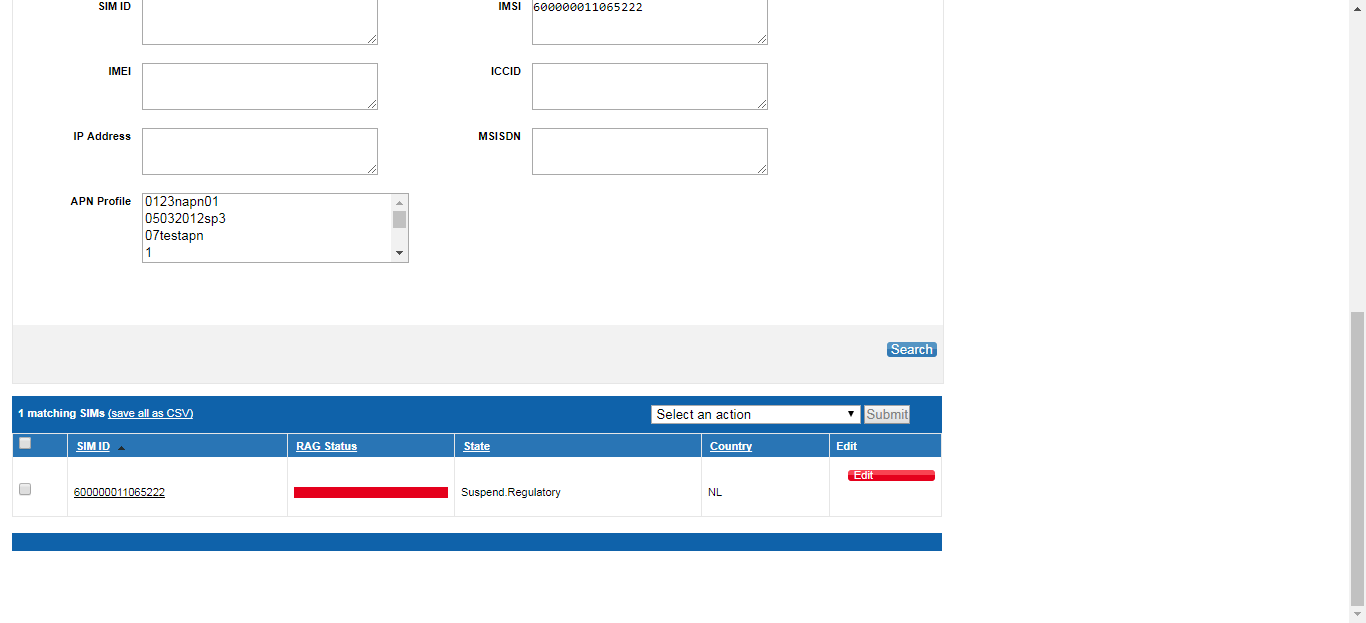 SIM ID
IMSI
600000011065222
IMEI
ICCID
IP Address
MSISDN
APN Profile
0123napn01
05032012sp3
07testapn
1
Search
1 matching SIMs (save all as CSV)
Select an action
Submit
SIM ID
RAG Status
State
Country
Edit
600000011065222
Suspend.Regulatory
NL
Edit